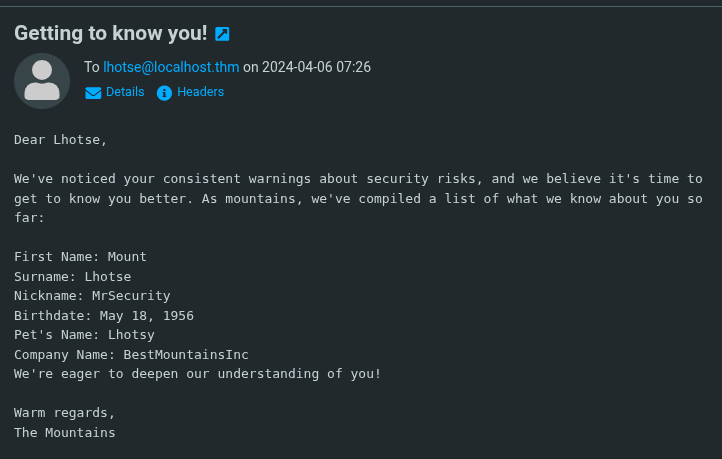 Getting to know you!
To lhotse@localhost.thm on 2024-04-06 07:26
Details Headers
Dear Lhotse,
We've noticed your consistent warnings about security risks, and we believe it's time to
get to know you better. As mountains, we've compiled a list of what we know about you so
far:
First Name: Mount
Surname: Lhotse
Nickname: MrSecurity
Birthdate: May 18, 1956
Pet's Name: Lhotsy
Company Name: BestMountainsInc
We're eager to deepen our understanding of you!
Warm regards,
The Mountains